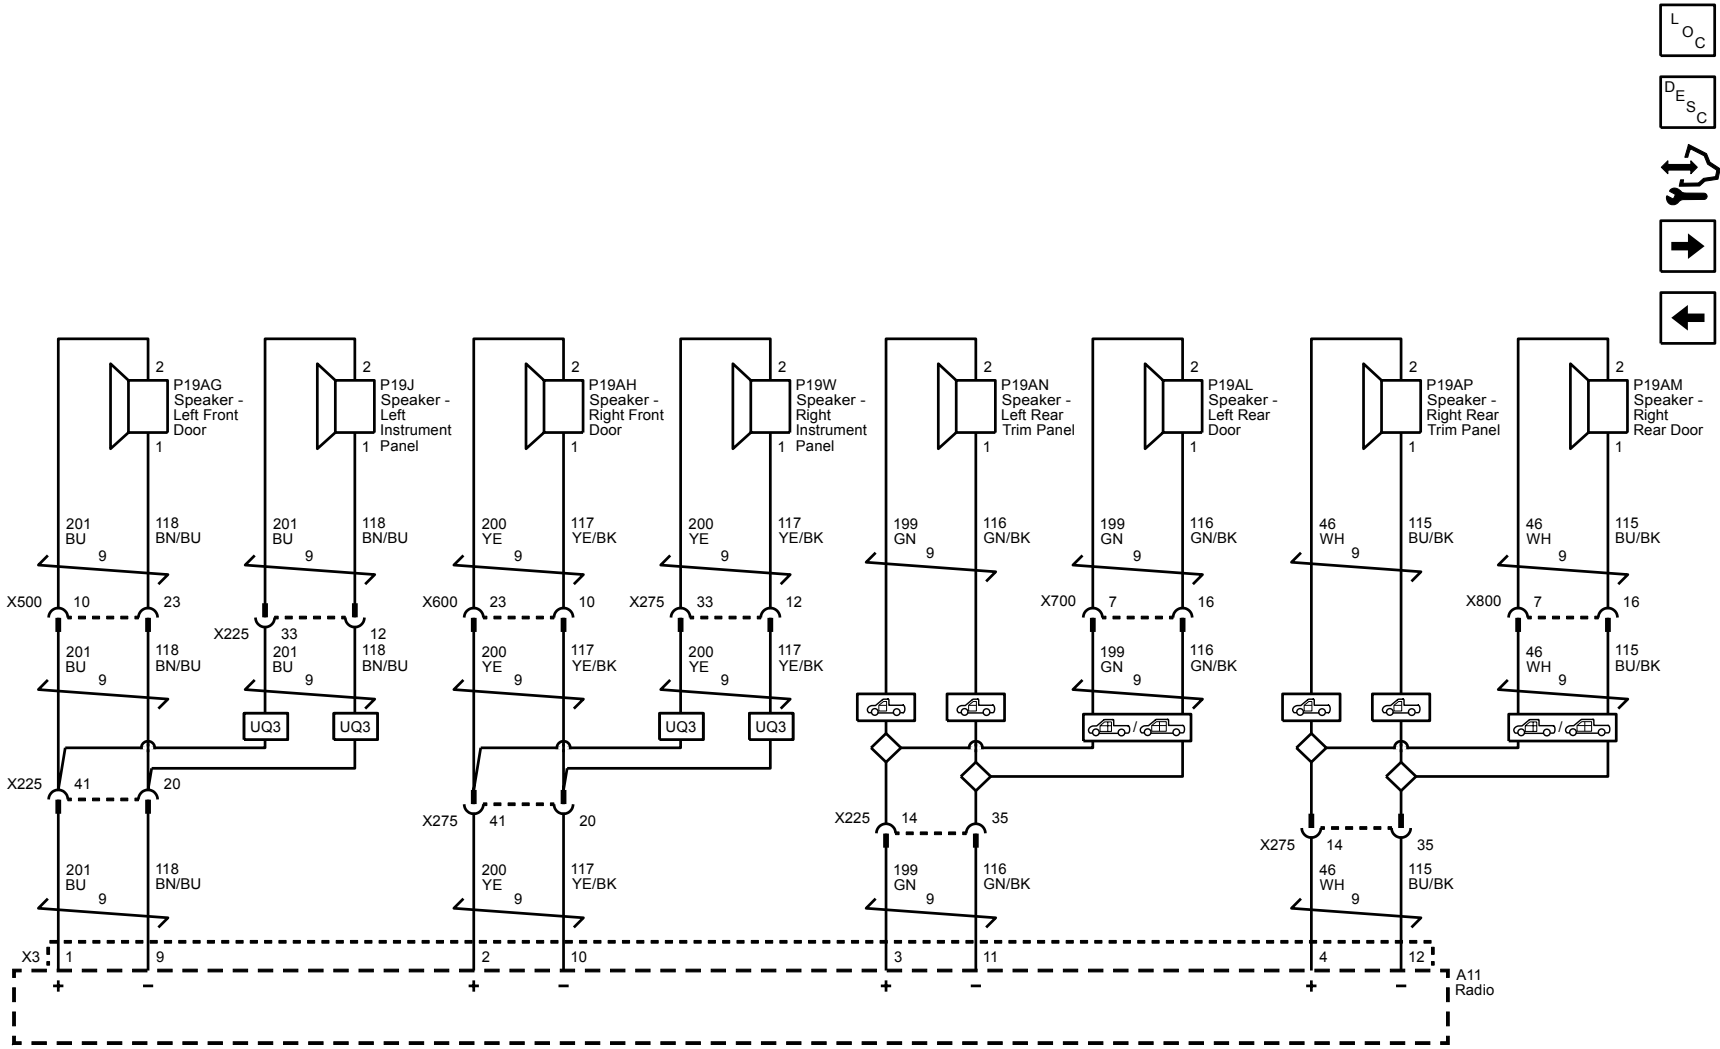 L
O
C
D
E
S
C
2 2 2 2 2 2 2 2
P19AG
Speaker -
Left Front
Door
P19J
Speaker -
Left
Instrument
Panel
P19AH
Speaker -
Right Front
Door
P19W
Speaker -
Right
Instrument
Panel
P19AN
Speaker -
Left Rear
Trim Panel
P19AL
Speaker -
Left Rear
Door
P19AP
Speaker -
Right Rear
Trim Panel
P19AM
Speaker -
Right
Rear Door
1 1 1 1 1 1 1 1
201 118 201 118 200 117 200 117 199 116 199 116 46 115 46 115
BU BN/BU BU BN/BU YE YE/BK YE YE/BK GN GN/BK GN GN/BK WH BU/BK WH BU/BK
9 9 9 9 9 9 9 9
X500 10 23 X600 23 10 X275 33 12 X700 7 16 X800 7 16
X225 33 12
201 118 201 118 200 117 200 117 199 116 46 115
BU BN/BU BU BN/BU YE YE/BK YE YE/BK GN GN/BK WH BU/BK
9 9 9 9 9 9
UQ3 UQ3 UQ3 UQ3 / /
X225 41 20
X275 41 20
X225 14 35
X275 14 35
201 118 200 117 199 116 46 115
BU BN/BU YE YE/BK GN GN/BK WH BU/BK
9 9 9 9
X3 1 9 2 10 3 11 4 12
+ − + − + − + −
A11
Radio